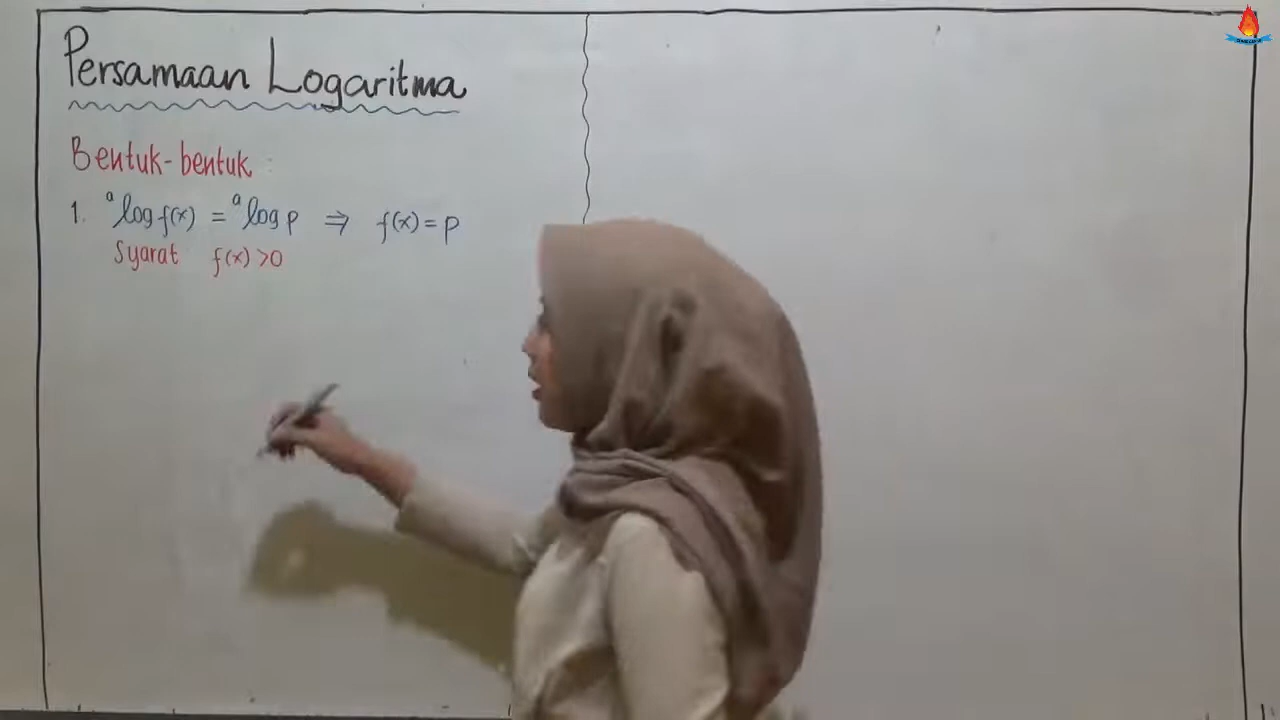 Persamaan Logaritma
Bentuk-bentuk :
1. ᵃlog f(x) = ᵃlog p ⇒ f(x) = p
Syarat f(x) >0